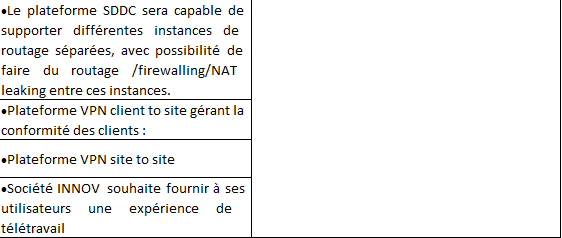 •Le plateforme SDDC sera capable de
supporter différentes instances de
routage séparées, avec possibilité de
faire du routage /firewalling/NAT
leaking entre ces instances.
•Plateforme VPN client to site gérant la
conformité des clients :
•Plateforme VPN site to site
•Société INNOV souhaite fournir à ses
utilisateurs une expérience de
télétravail